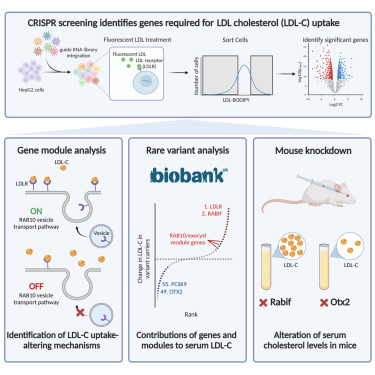 CRISPR screening identifies genes required for LDL cholesterol (LDL-C) uptake
guide RNA library
integration
HepG2 cells
Fluorescent LDL treatment
Fluorescent LDL
LDL receptor
(LDLR)
Sort Cells
Number of cells
LDL-BODIPY
Identify significant genes
Log2 FC
Gene module analysis
LDL-C
LDLR
ON
RAB10 vesicle
transport pathway
Vesicle
OFF
RAB10 vesicle
transport pathway
Identification of LDL-C uptake-
altering mechanisms
Rare variant analysis
biobank uk
Change in LDL-C in
variant carriers
1. LDLR
2. RABIF
RAB10/exocyst
module genes
55. PCSK9
49. OTX2
Rank
Contributions of genes and
modules to serum LDL-C
Mouse knockdown
LDL-C
LDL-C
Rabif
Otx2
Alteration of serum
cholesterol levels in mice